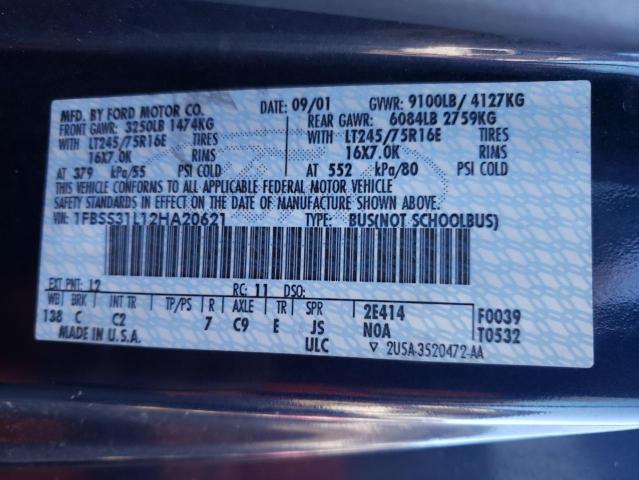 MFD. BY FORD MOTOR CO.
DATE: 09/01 GVWR: 9100LB/ 4127KG
FRONT GAWR: 3250LB 1474KG REAR GAWR: 6084LB 2759KG
WITH LT245/75R16E TIRES WITH LT245/75R16E TIRES
16X7.0K RIMS 16X7.0K RIMS
AT 379 kPa/55 PSI COLD AT 552 kPa/80 PSI COLD
THIS VEHICLE CONFORMS TO ALL APPLICABLE FEDERAL MOTOR VEHICLE
SAFETY STANDARDS IN EFFECT ON THE DATE OF MANUFACTURE SHOWN ABOVE.
VIN: 1FBSS31L12HA20621 TYPE: BUS(NOT SCHOOLBUS)
EXT PNT: 12 RC: 11 DSO:
WB BRK INT TR TP/PS R AXLE TR SPR 2E414 F0039
138 C C2 7 C9 E JS N0A T0532
MADE IN U.S.A. ULC ▽ 2USA-3520472-AA